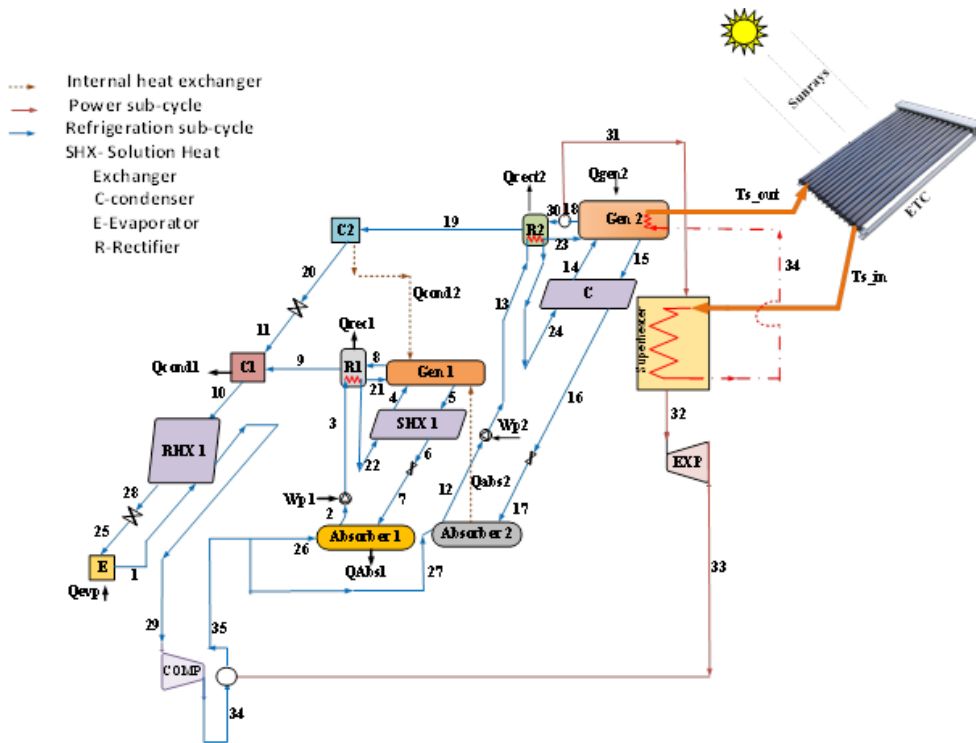 Internal heat exchanger
Power sub-cycle
Refrigeration sub-cycle
SHX- Solution Heat
Exchanger
C-condenser
E-Evaporator
R-Rectifier
Sunrays
ETC
Ts_out
Ts_in
31
Qrect2
Qgen2
30
18
Gen 2
R2
23
19
C2
14
15
34
C
13
24
20
Qcond2
11
Qrec1
Superheater
Qcond1
C1
9
R1
8
Gen 1
21
10
4
5
16
3
SHX 1
32
RHX 1
22
6
Wp2
EXP
28
Wp1
12
Qabs2
2
7
17
25
Absorber 1
Absorber 2
26
E
1
QAbs1
27
33
Qevp
29
35
COMP
34